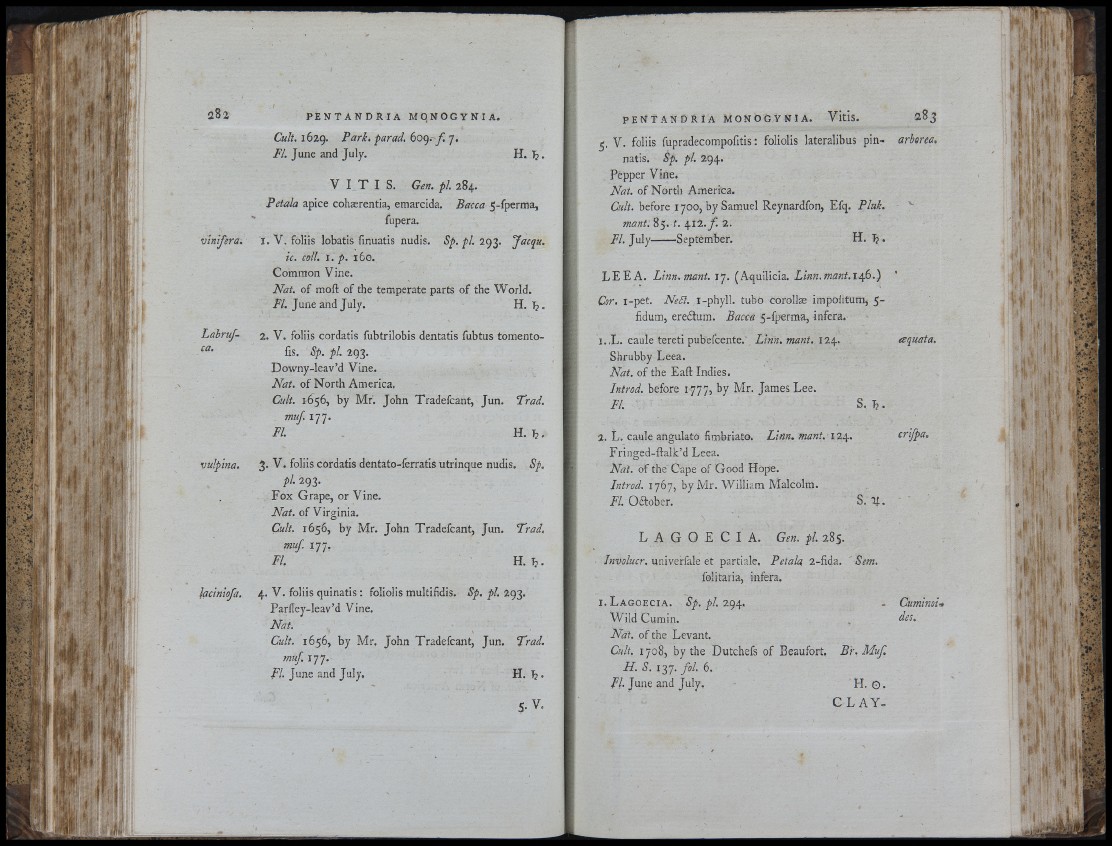 282 PENTANDRIA MONOGYNIA.
Cult. 1629. Park. parad. 609. f. 7.
Fl. June and July. H. ♄.
VITIS. Gen. pl. 284.
Petala apice cohærentia, emarcida. Bacca 5-ſperma,
ſupera.
vinifera. 1. V. foliis lobatis ſinuatis nudis. Sp. pl. 293. Jacqu.
ic. coll. 1. p. 160.
Common Vine.
Nat. of moſt of the temperate parts of the World.
Fl. June and July. H. ♄.
Labruſ- 2. V. foliis cordatis ſubtrilobis dentatis ſubtus tomento-
ca. ſis. Sp. pl. 293.
Downy-leav'd Vine.
Nat. of North America.
Cult. 1656, by Mr. John Tradeſcant, Jun. Trad.
muſ. 177.
Fl. H. ♄.
vulpina. 3. V. foliis cordatis dentato-ſerratis utrinque nudis. Sp.
pl. 293.
Fox Grape, or Vine.
Nat. of Virginia.
Cult. 1656, by Mr. John Tradeſcant, Jun. Trad.
muſ. 177.
Fl. H. ♄.
lacinioſa. 4. V. foliis quinatis: foliolis multifidis. Sp. pl. 293.
Parſley-leav'd Vine.
Nat.
Cult. 1656, by Mr. John Tradeſcant, Jun. Trad.
muſ. 177.
Fl. June and July. H. ♄.
5. V.
PENTANDRIA MONOGYNIA. Vitis. 283
5. V. foliis ſupradecompoſitis: foliolis lateralibus pin- arborea.
natis. Sp. pl. 294.
Pepper Vine.
Nat. of North America.
Cult. before 1700, by Samuel Reynardſon, Eſq. Pluk.
mant. 85. t. 412. f. 2.
Fl. July——September. H. ♄.
LEEA. Linn. mant. 17. (Aquilicia. Linn. mant. 146.)
Cor. 1-pet. Nect. 1-phyll. tubo corollæ impoſitum, 5-
fidum, erectum. Bacca 5-ſperma, infera.
1. L. caule tereti pubeſcente. Linn. mant. 124. æquata.
Shrubby Leea.
Nat. of the Eaſt Indies.
Introd. before 1777, by Mr. James Lee.
Fl. S. ♄.
2. L. caule angulato fimbriato. Linn. mant. 124. criſpa.
Fringed-ſtalk'd Leea.
Nat. of the Cape of Good Hope.
Introd. 1767, by Mr. William Malcolm.
Fl. October. S. ♃.
LAGOECIA. Gen. pl. 285.
Involucr. univerſale et partiale. Petala 2-fida. Sem.
ſolitaria, infera.
1. LAGOECIA. Sp. pl. 294. Cuminoi-
Wild Cumin. des.
Nat. of the Levant.
Cult. 1708, by the Dutcheſs of Beaufort. Br. Muſ.
H. S. 137. fol. 6.
Fl. June and July. H. ☉.
CLAY-